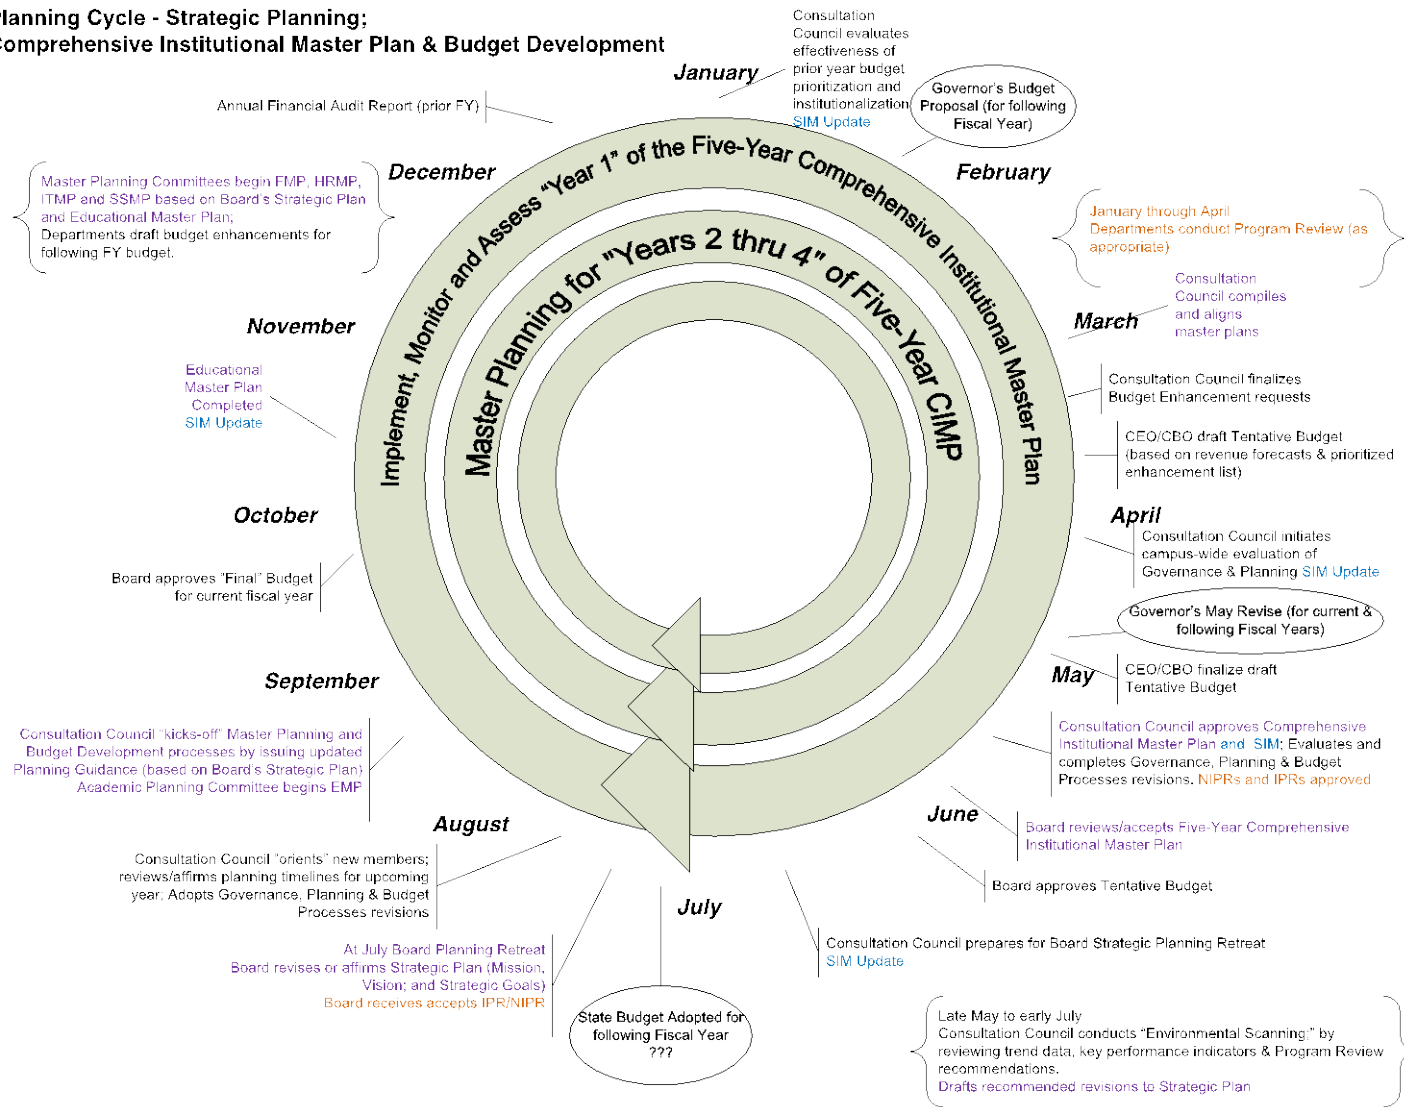 Planning Cycle - Strategic Planning;
Comprehensive Institutional Master Plan & Budget Development
January
Consultation
Council evaluates
effectiveness of
prior year budget
prioritization and
institutionalization
SIM Update
Governor's Budget
Proposal (for following
Fiscal Year)
February
January through April
Departments conduct Program Review (as
appropriate)
Consultation
Council compiles
and aligns
master plans
March
Consultation Council finalizes
Budget Enhancement requests
CEO/CBO draft Tentative Budget
(based on revenue forecasts & prioritized
enhancement list)
April
Consultation Council initiates
campus-wide evaluation of
Governance & Planning SIM Update
Governor's May Revise (for current &
following Fiscal Years)
May
CEO/CBO finalize draft
Tentative Budget
Consultation Council approves Comprehensive
Institutional Master Plan and SIM; Evaluates and
completes Governance, Planning & Budget
Processes revisions. NIPRs and IPRs approved
June
Board reviews/accepts Five-Year Comprehensive
Institutional Master Plan
Board approves Tentative Budget
Consultation Council prepares for Board Strategic Planning Retreat
SIM Update
Late May to early July
Consultation Council conducts "Environmental Scanning;" by
reviewing trend data, key performance indicators & Program Review
recommendations.
Drafts recommended revisions to Strategic Plan
July
State Budget Adopted for
following Fiscal Year
???
At July Board Planning Retreat
Board revises or affirms Strategic Plan (Mission,
Vision; and Strategic Goals)
Board receives accepts IPR/NIPR
August
Consultation Council "orients" new members;
reviews/affirms planning timelines for upcoming
year; Adopts Governance, Planning & Budget
Processes revisions
September
Consultation Council "kicks-off" Master Planning and
Budget Development processes by issuing updated
Planning Guidance (based on Board's Strategic Plan)
Academic Planning Committee begins EMP
October
Board approves "Final" Budget
for current fiscal year
November
Educational
Master Plan
Completed
SIM Update
December
Master Planning Committees begin FMP, HRMP,
ITMP and SSMP based on Board's Strategic Plan
and Educational Master Plan;
Departments draft budget enhancements for
following FY budget.
Annual Financial Audit Report (prior FY)
Implement, Monitor and Assess "Year 1" of the Five-Year Comprehensive Institutional Master Plan
Master Planning for "Years 2 thru 4" of Five-Year CIMP